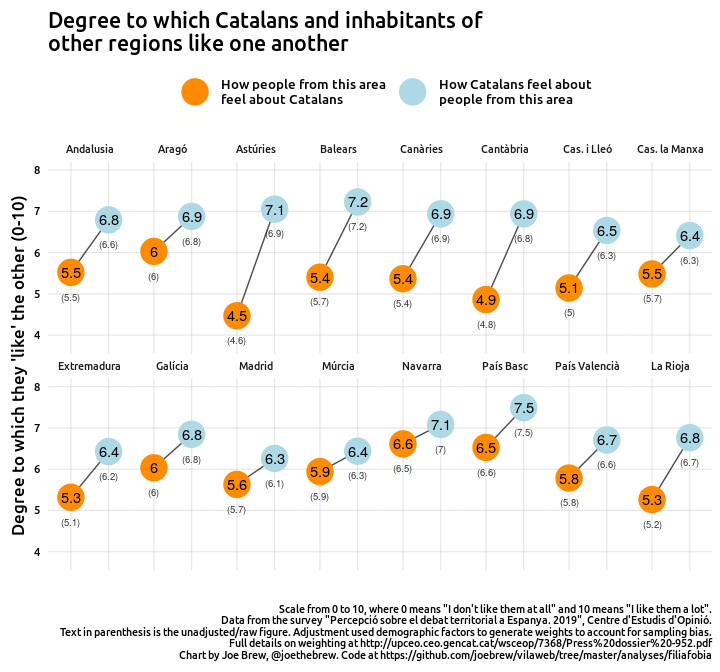 Degree to which Catalans and inhabitants of
other regions like one another
How people from this area
feel about Catalans
How Catalans feel about
people from this area
Degree to which they 'like' the other (0-10)
Andalusia Aragó Astúries Balears Canàries Cantàbria Cas. i Lleó Cas. la Manxa
8
7
6
5
4
5.5 (5.5) 6.8 (6.6)
6 (6) 6.9 (6.8)
4.5 (4.6) 7.1 (6.9)
5.4 (5.7) 7.2 (7.2)
5.4 (5.4) 6.9 (6.9)
4.9 (4.8) 6.9 (6.8)
5.1 (5) 6.5 (6.3)
5.5 (5.7) 6.4 (6.3)
Extremadura Galícia Madrid Múrcia Navarra País Basc País Valencià La Rioja
8
7
6
5
4
5.3 (5.1) 6.4 (6.2)
6 (6) 6.8 (6.8)
5.6 (5.7) 6.3 (6.1)
5.9 (5.9) 6.4 (6.3)
6.6 (6.5) 7.1 (7)
6.5 (6.6) 7.5 (7.5)
5.8 (5.8) 6.7 (6.6)
5.3 (5.2) 6.8 (6.7)
Scale from 0 to 10, where 0 means "I don't like them at all" and 10 means "I like them a lot".
Data from the survey "Percepció sobre el debat territorial a Espanya. 2019", Centre d'Estudis d'Opinió.
Text in parenthesis is the unadjusted/raw figure. Adjustment used demographic factors to generate weights to account for sampling bias.
Full details on weighting at http://upceo.ceo.gencat.cat/wsceop/7368/Press%20dossier%20-952.pdf
Chart by Joe Brew, @joethebrew. Code at https://github.com/joebrew/vilaweb/tree/master/analyses/filiafobia